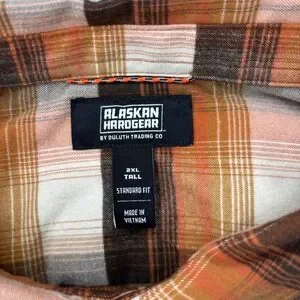 ALASKAN
HARDGEAR
BY DULUTH TRADING CO
2XL
TALL
STANDARD FIT
MADE IN
VIETNAM